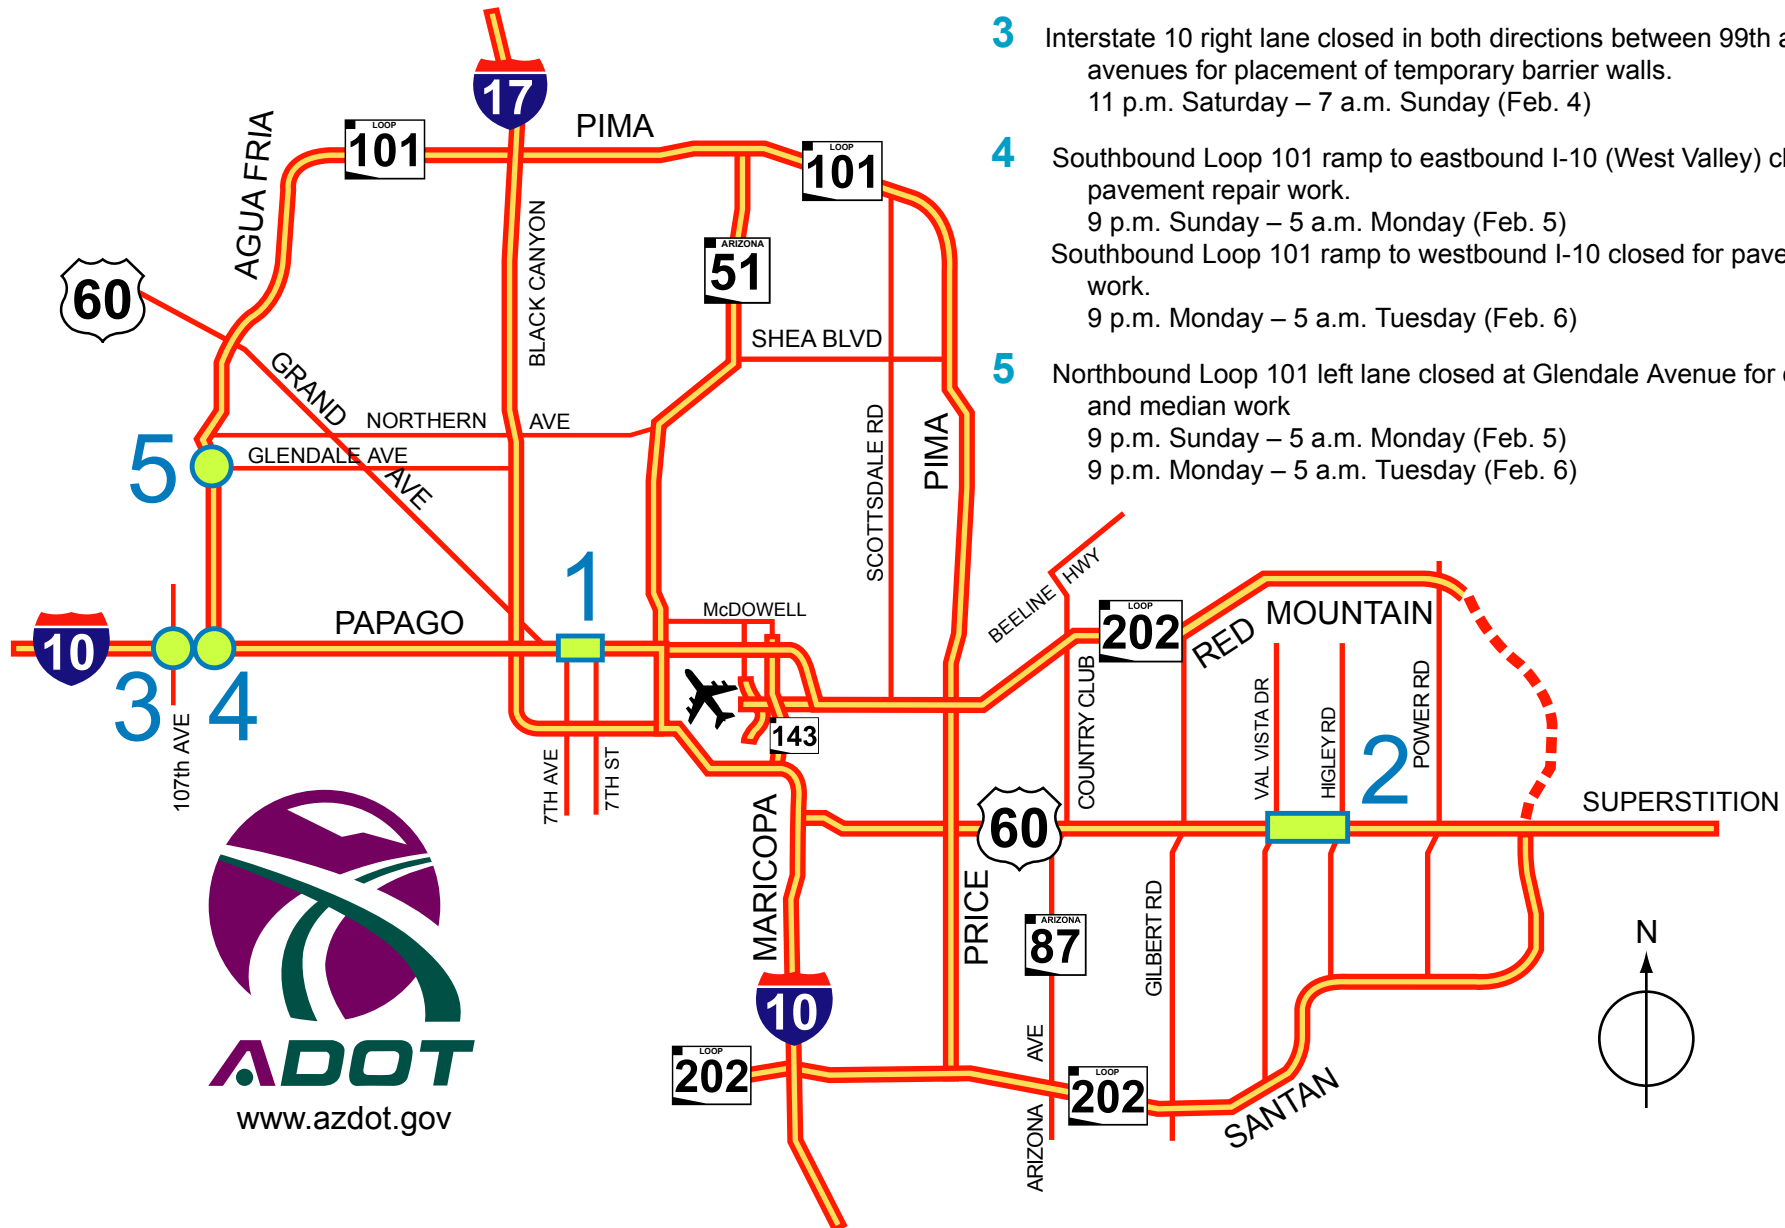 3 Interstate 10 right lane closed in both directions between 99th
avenues for placement of temporary barrier walls.
11 p.m. Saturday – 7 a.m. Sunday (Feb. 4)
4 Southbound Loop 101 ramp to eastbound I-10 (West Valley)
pavement repair work.
9 p.m. Sunday – 5 a.m. Monday (Feb. 5)
Southbound Loop 101 ramp to westbound I-10 closed for
work.
9 p.m. Monday – 5 a.m. Tuesday (Feb. 6)
5 Northbound Loop 101 left lane closed at Glendale Avenue for
and median work
9 p.m. Sunday – 5 a.m. Monday (Feb. 5)
9 p.m. Monday – 5 a.m. Tuesday (Feb. 6)
17
PIMA
LOOP
101
LOOP
101
AGUA FRIA
BLACK CANYON
ARIZONA
51
60
SHEA BLVD
GRAND
AVE
NORTHERN AVE
GLENDALE AVE
5
SCOTTSDALE RD
PIMA
1
McDOWELL
PAPAGO
10
3
4
107th AVE
7TH AVE
7TH ST
143
BEELINE HWY
LOOP
202
RED MOUNTAIN
COUNTRY CLUB
VAL VISTA DR
HIGLEY RD
2
POWER RD
SUPERSTITION
60
MARICOPA
PRICE
ARIZONA
87
GILBERT RD
ARIZONA AVE
10
LOOP
202
LOOP
202
SANTAN
N
ADOT
www.azdot.gov